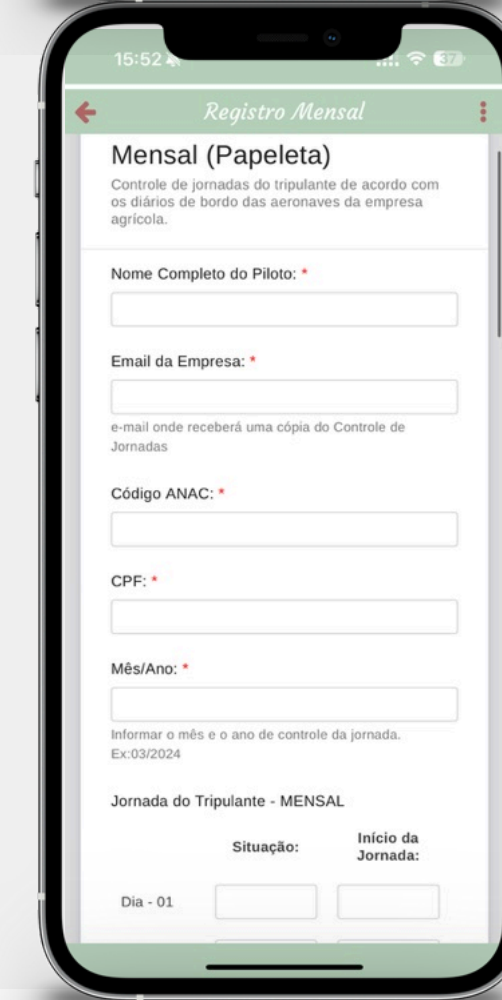 15:52
37
Registro Mensal
Mensal (Papeleta)
Controle de jornadas do tripulante de acordo com
os diários de bordo das aeronaves da empresa
agrícola.
Nome Completo do Piloto: *
Email da Empresa: *
e-mail onde receberá uma cópia do Controle de
Jornadas
Código ANAC: *
CPF: *
Mês/Ano: *
Informar o mês e o ano de controle da jornada.
Ex:03/2024
Jornada do Tripulante - MENSAL
Situação: Início da
Jornada:
Dia - 01